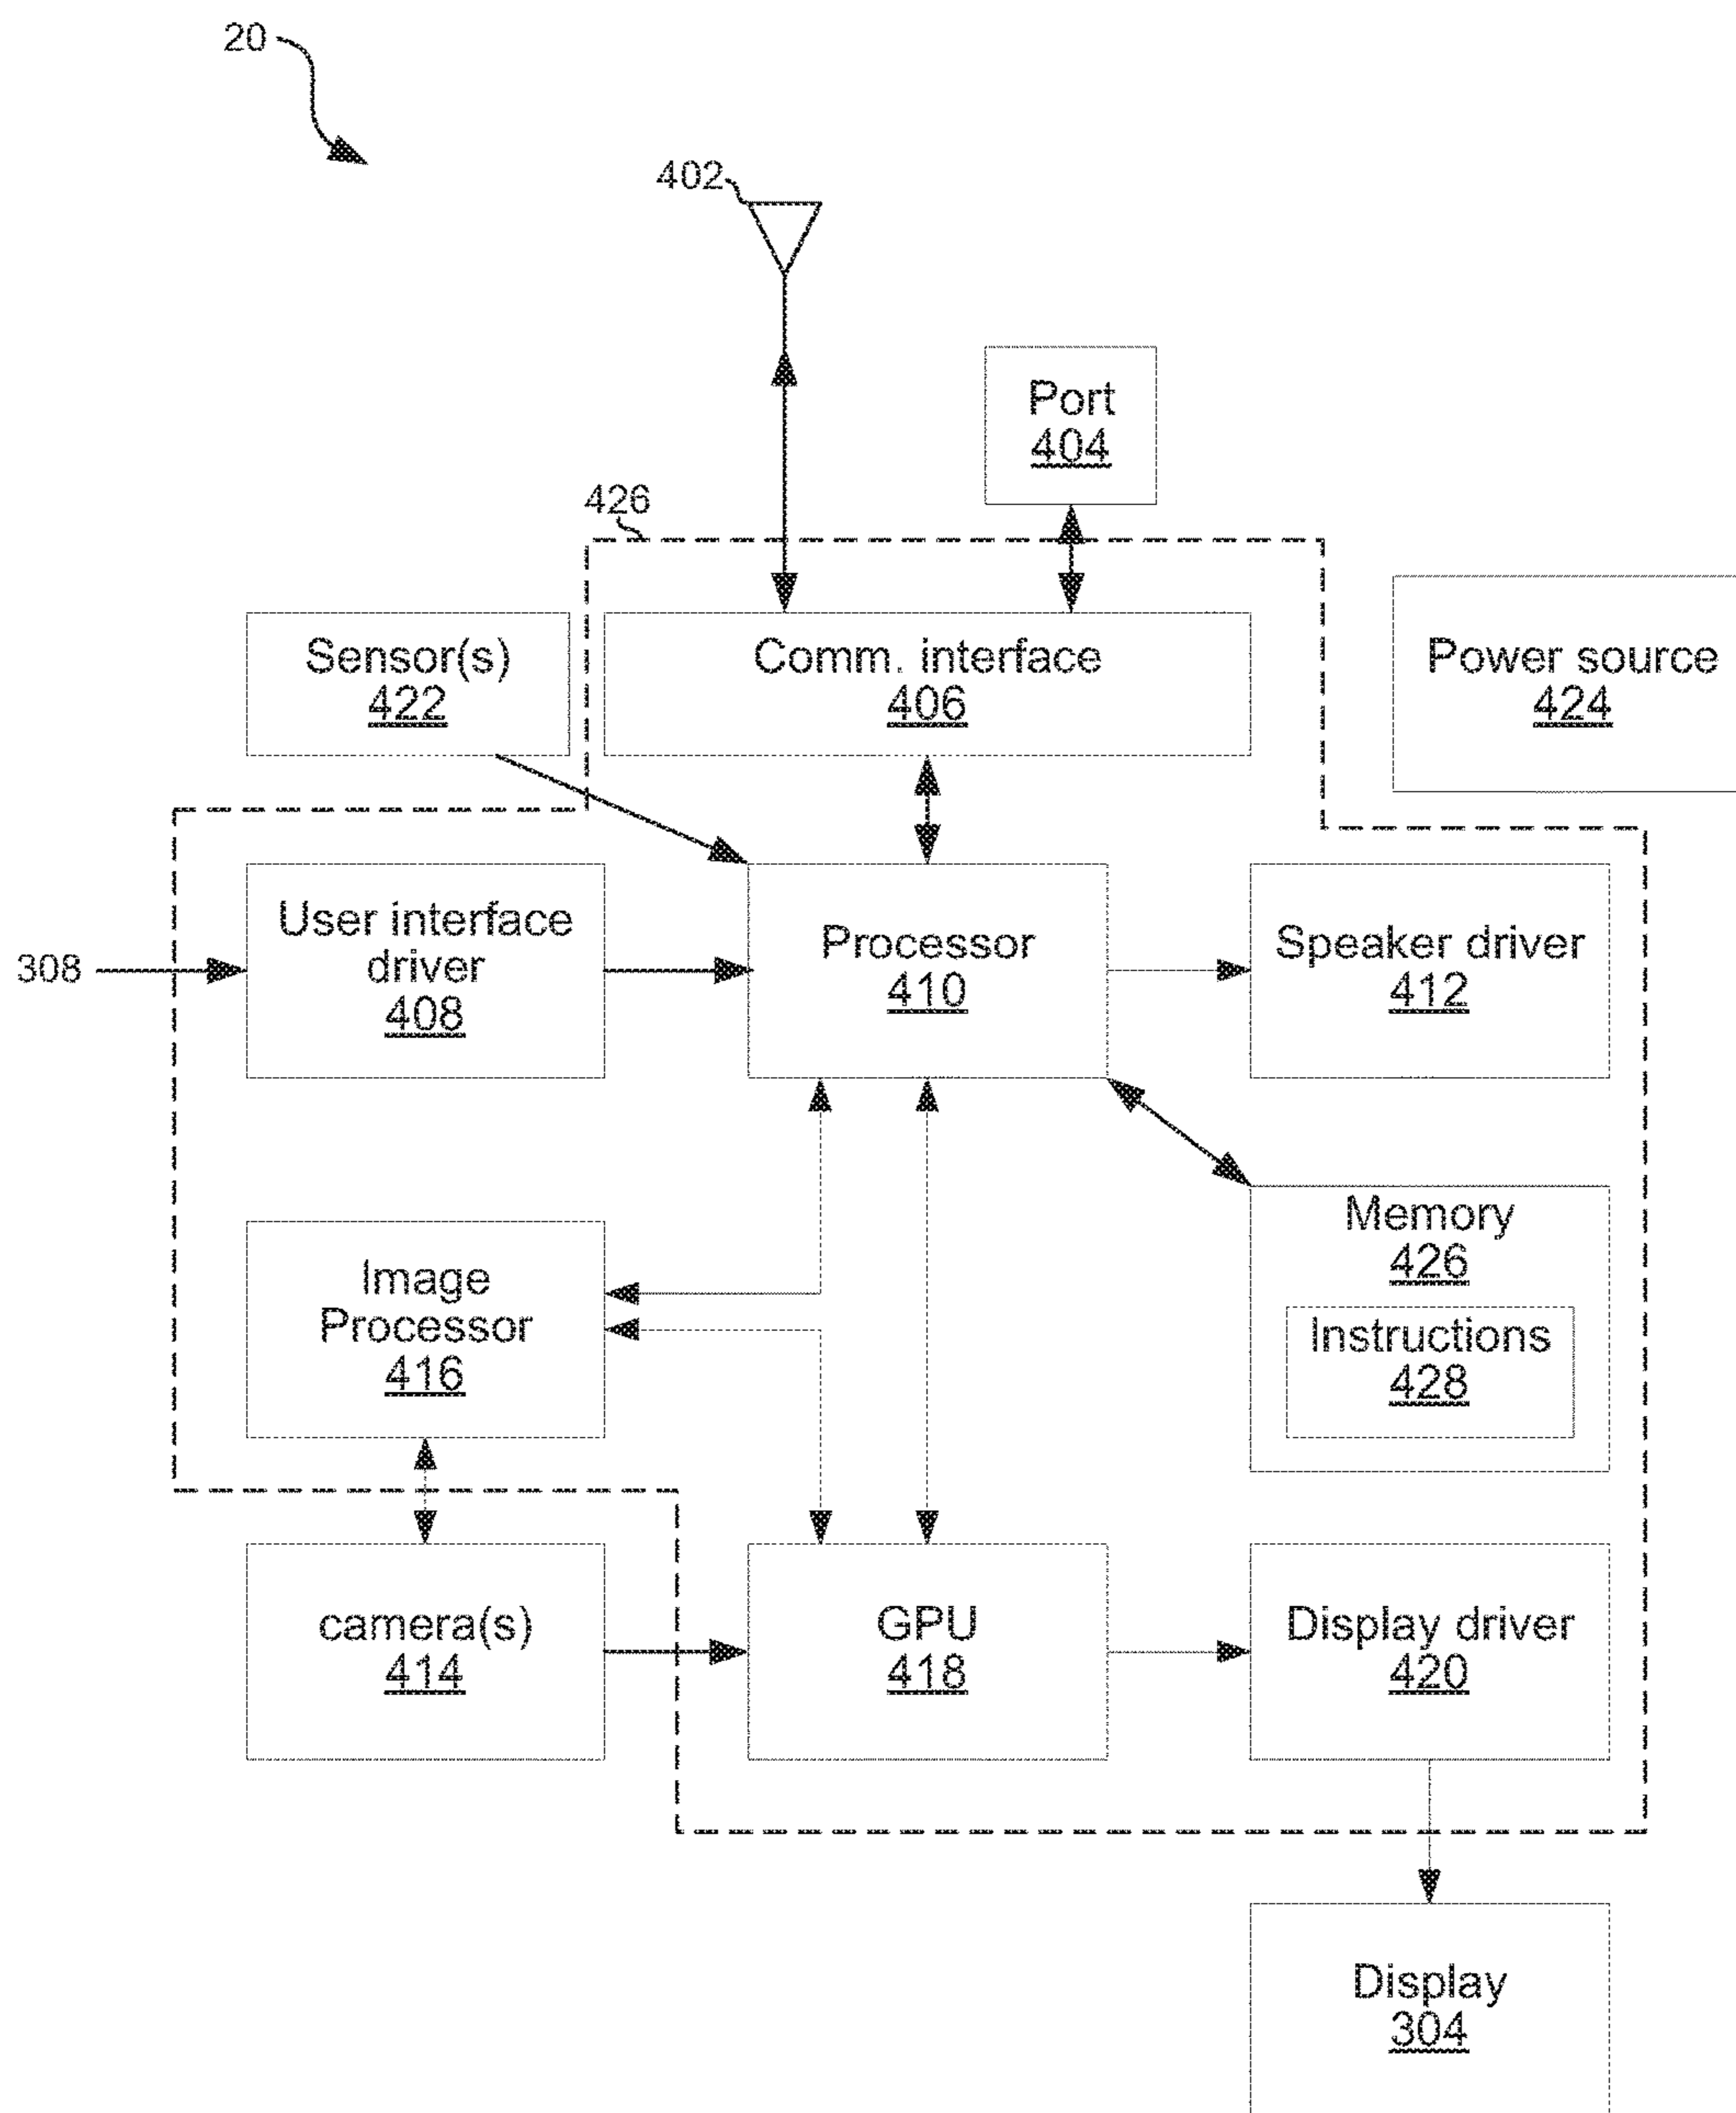 20
402
Port
404
426
Sensor(s)
422
Comm. interface
406
Power source
424
308
User interface
driver
408
Processor
410
Speaker driver
412
Image
Processor
416
Memory
426
Instructions
428
camera(s)
414
GPU
418
Display driver
420
Display
304